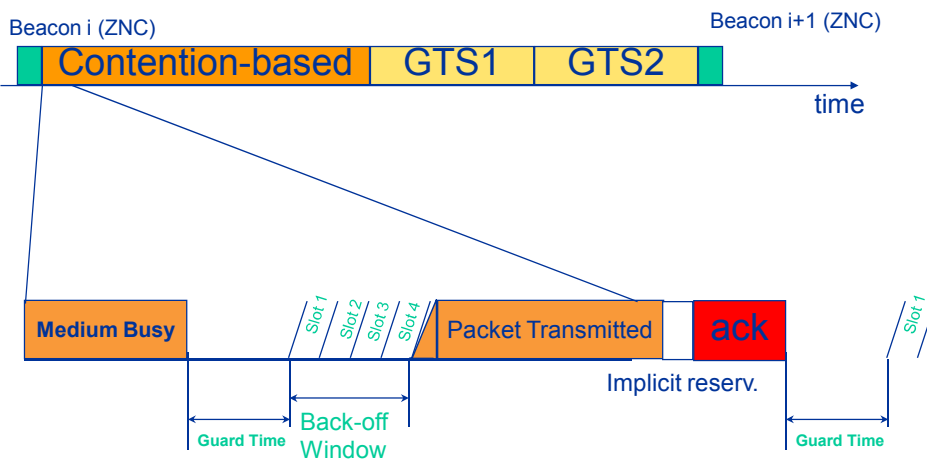 Beacon i (ZNC)
Beacon i+1 (ZNC)
Contention-based
GTS1
GTS2
time
Medium Busy
Slot 1
Slot 2
Slot 3
Slot 4
Packet Transmitted
ack
Slot 1
Implicit reserv.
Guard Time
Back-off
Window
Guard Time